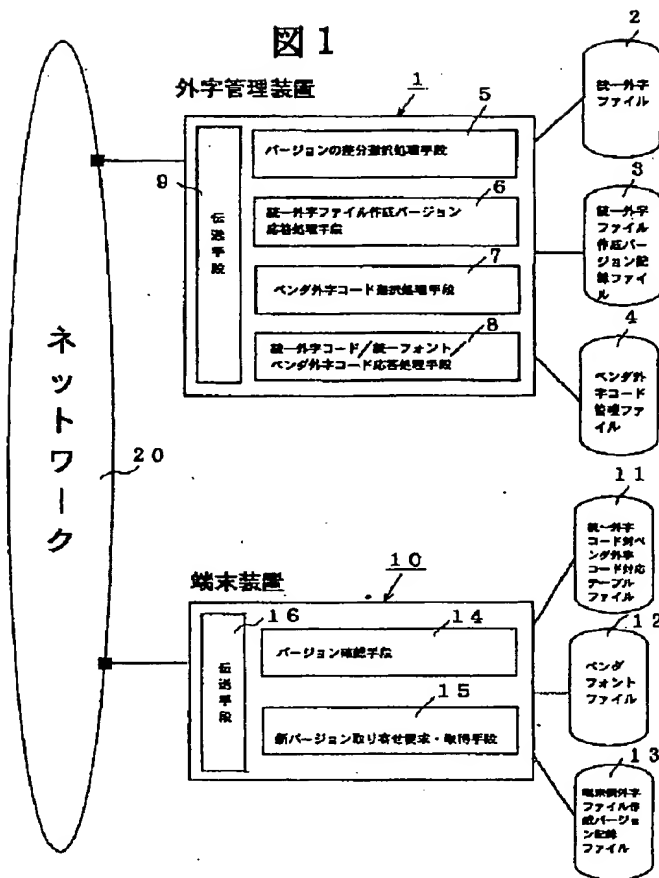 図1
外字管理装置
1
2
統一外字
ファイル
5
バージョンの差分選択処理手段
9
伝送手段
6
統一外字ファイル作成バージョン
応答処理手段
3
統一外字
ファイル
作成バー
ジョン記
録ファイ
ル
7
ベンダ外字コード選択処理手段
8
統一外字コード/統一フォント/
ベンダ外字コード応答処理手段
4
ベンダ外
字コード
管理ファ
イル
ネットワーク
20
端末装置
10
11
統一外字
コード対ベ
ンダ外字
コード対応
テーブル
ファイル
16
伝送手段
14
バージョン確認手段
12
ベンダ
フォント
ファイル
15
新バージョン取り寄せ要求・取得手段
13
端末側外字
ファイル作
成バージョ
ン記録
ファイル